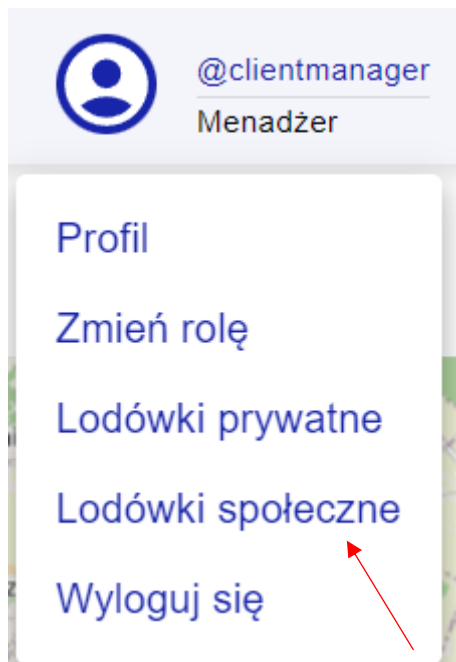 @clientmanager
Menadżer
Profil
Zmień rolę
Lodówki prywatne
Lodówki społeczne
Wyloguj się